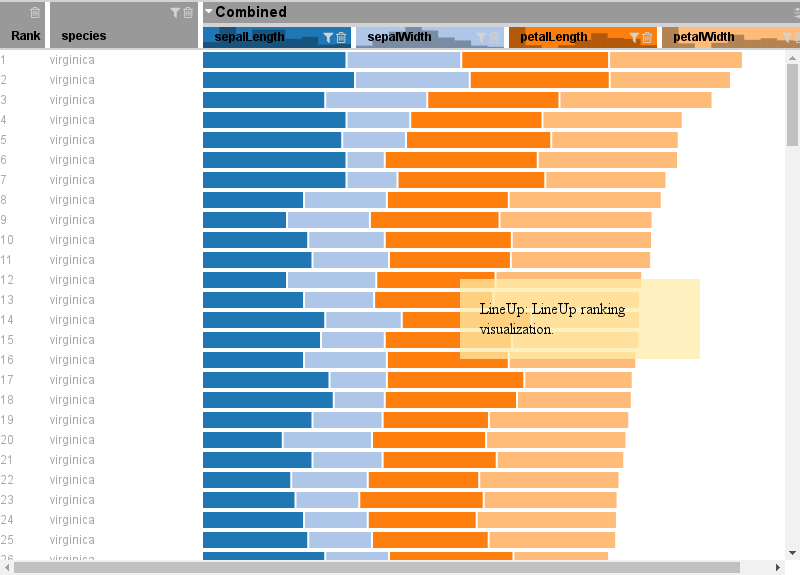 Combined
Rank species sepalLength sepalWidth petalLength petalWidth
1 virginica
2 virginica
3 virginica
4 virginica
5 virginica
6 virginica
7 virginica
8 virginica
9 virginica
10 virginica
11 virginica
12 virginica
13 virginica
14 virginica
15 virginica
16 virginica
17 virginica
18 virginica
19 virginica
20 virginica
21 virginica
22 virginica
23 virginica
24 virginica
25 virginica
26 virginica
LineUp: LineUp ranking
visualization.